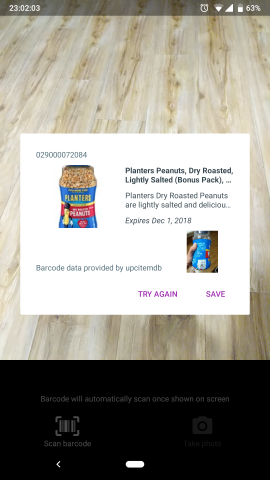 23:02:03
63%
029000072084
Planters Peanuts, Dry Roasted,
Lightly Salted (Bonus Pack), ...
Planters Dry Roasted Peanuts
are lightly salted and deliciou...
Expires Dec 1, 2018
PLANTERS
PEANUTS
Barcode data provided by upcitemdb
TRY AGAIN
SAVE
Barcode will automatically scan once shown on screen
Scan barcode
Take photo